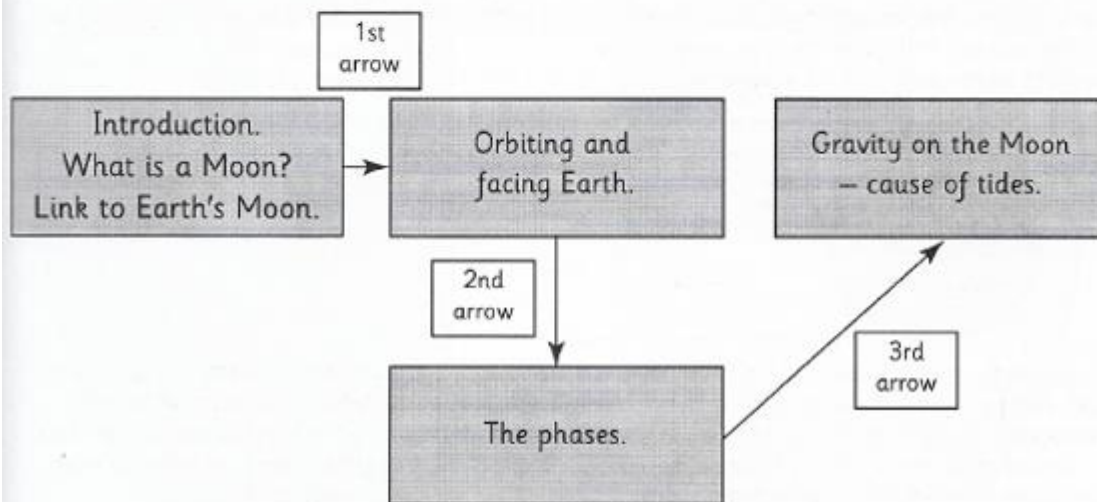 1st
arrow
Introduction.
What is a Moon?
Link to Earth's Moon.
Orbiting and
facing Earth.
Gravity on the Moon
– cause of tides.
2nd
arrow
3rd
arrow
The phases.